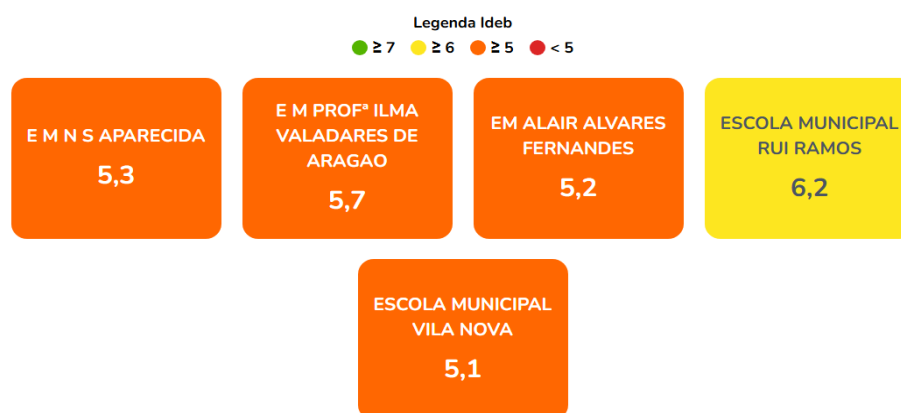 Legenda Ideb
≥ 7 ≥ 6 ≥ 5 < 5
E M N S APARECIDA
5,3
E M PROFª ILMA
VALADARES DE
ARAGAO
5,7
EM ALAIR ALVARES
FERNANDES
5,2
ESCOLA MUNICIPAL
RUI RAMOS
6,2
ESCOLA MUNICIPAL
VILA NOVA
5,1